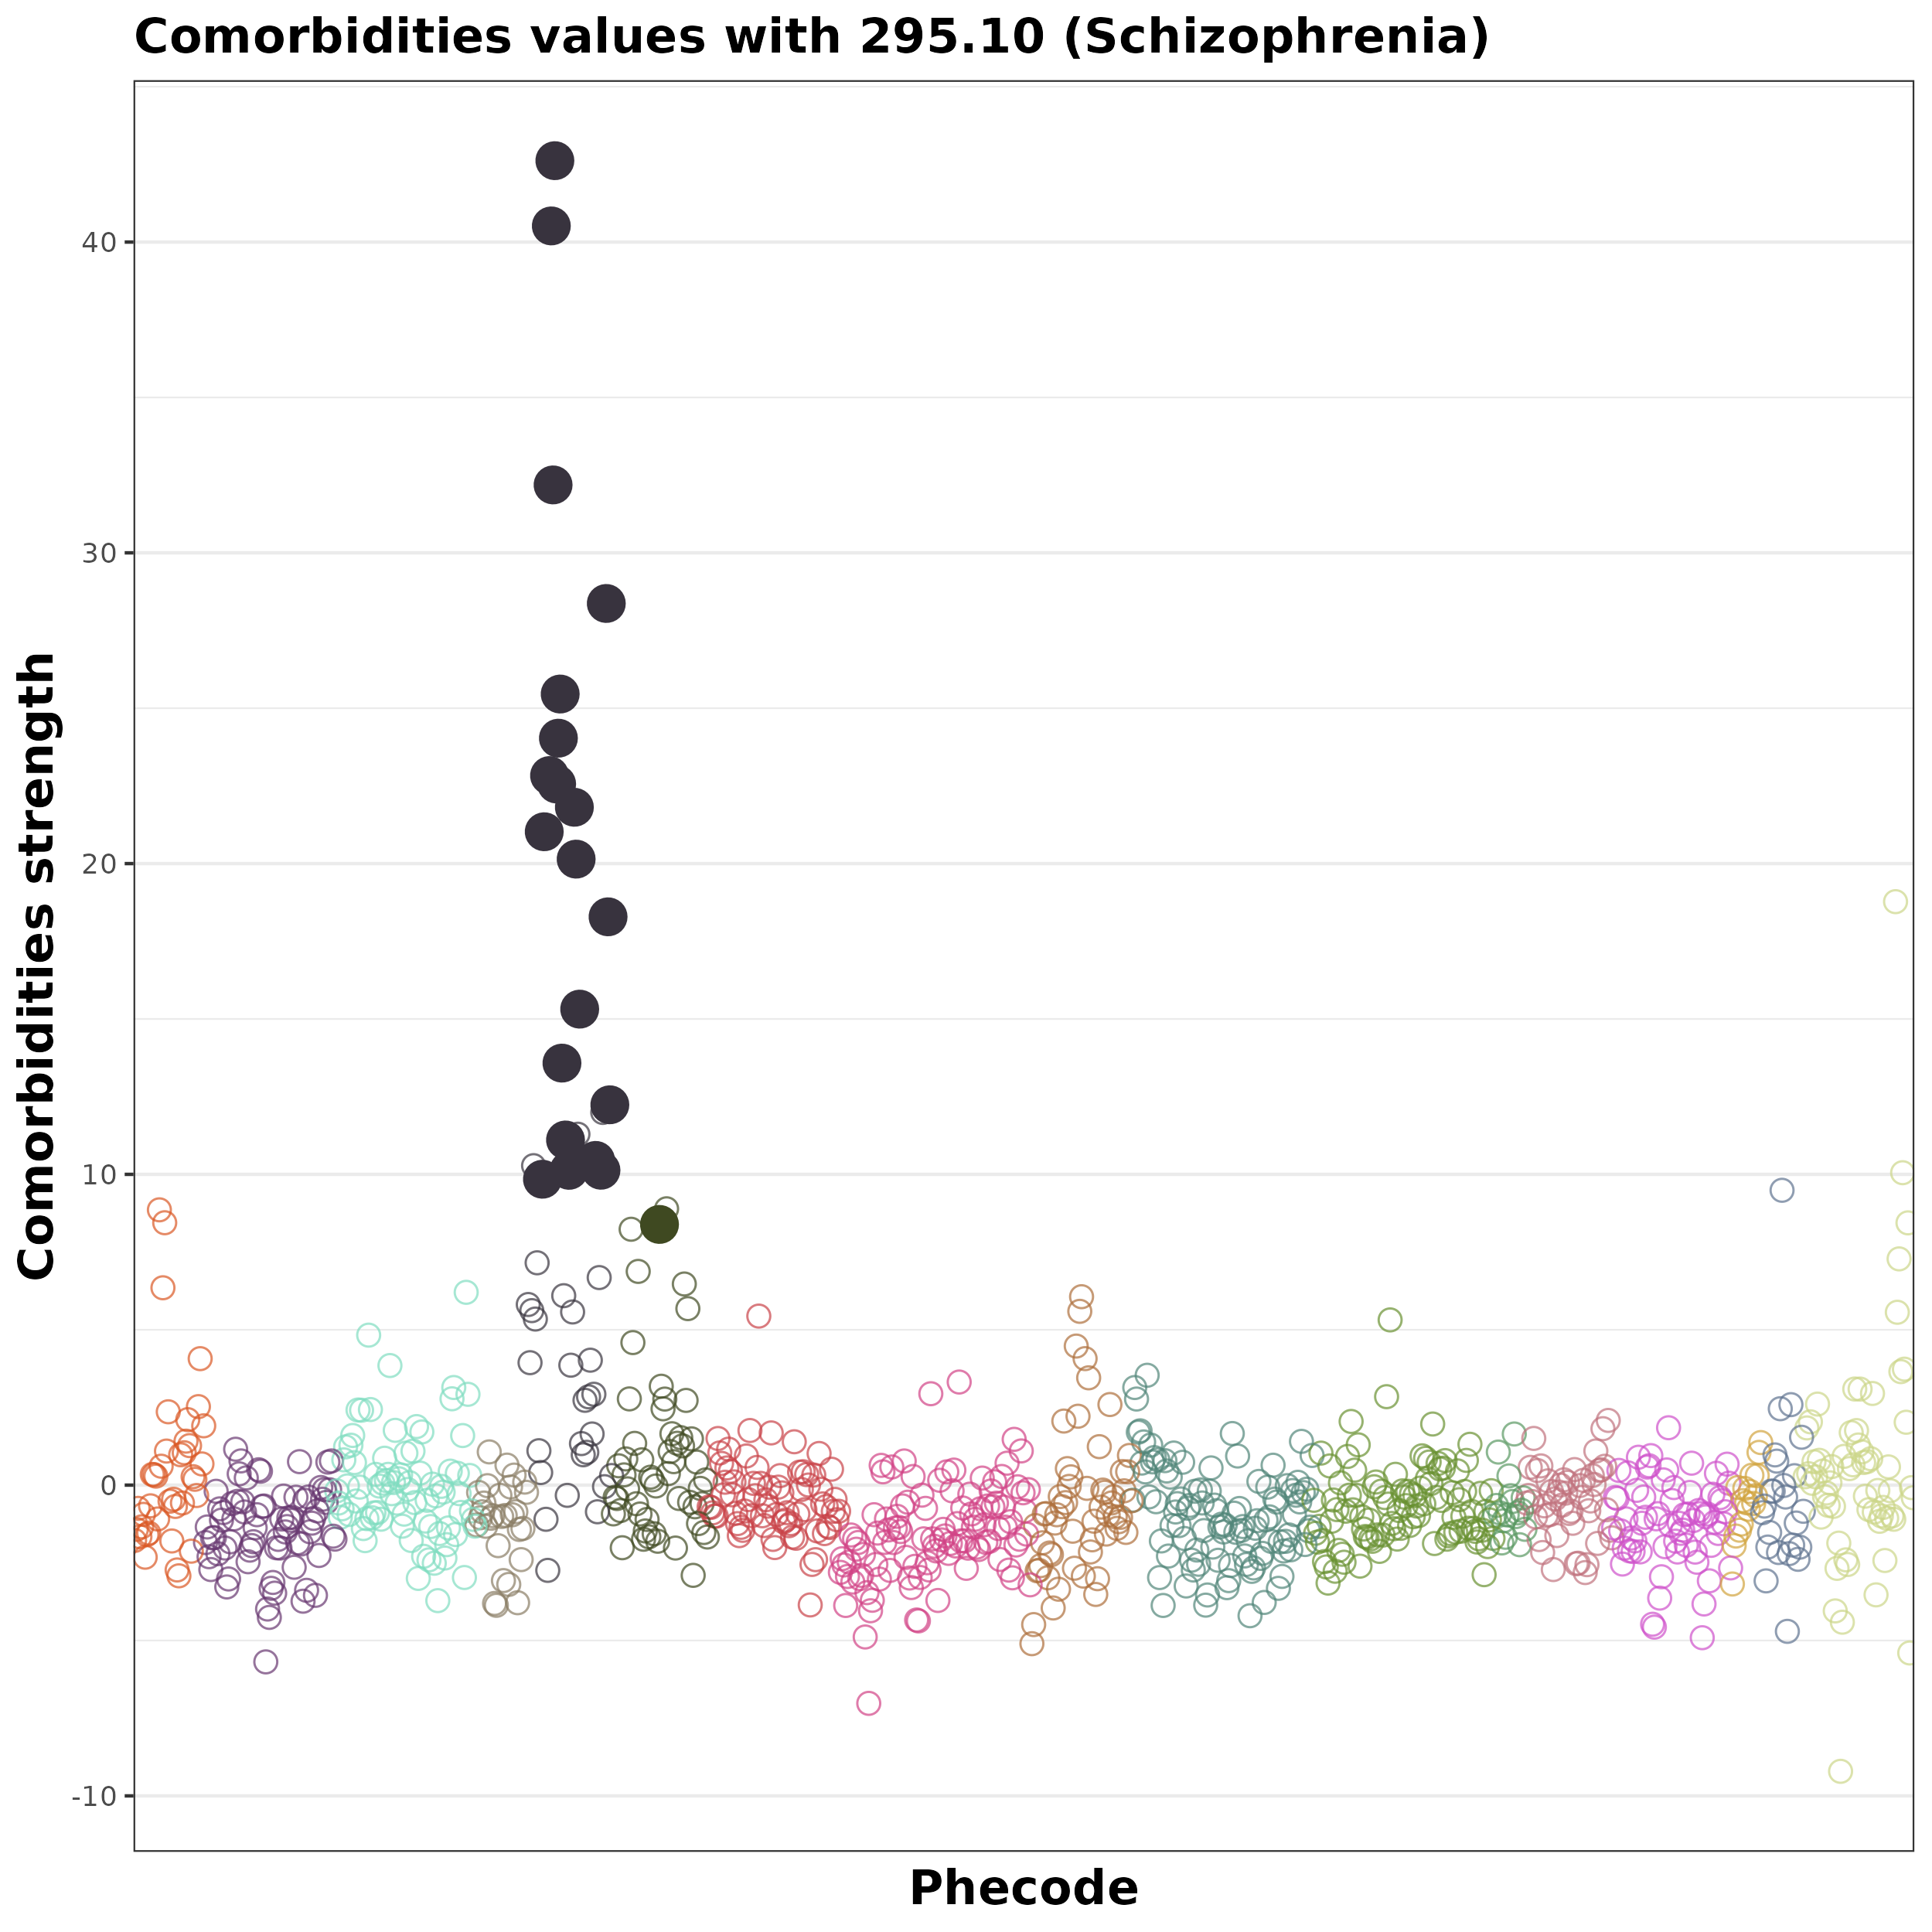 Comorbidities values with 295.10 (Schizophrenia)
Comorbidities strength
40
30
20
10
0
-10
Phecode